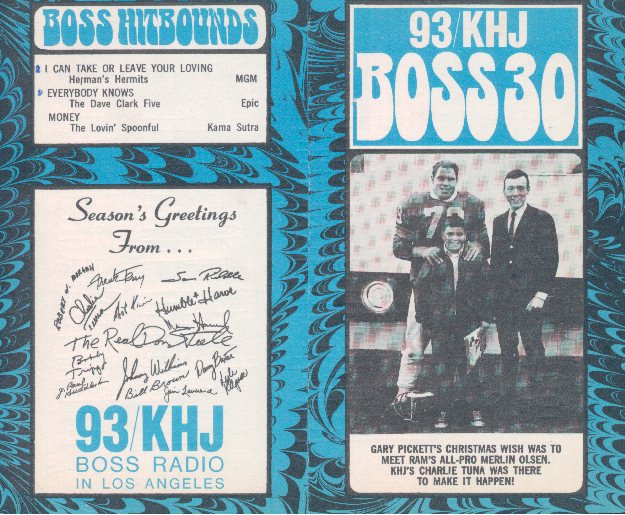 BOSS HITBOUNDS
I CAN TAKE OR LEAVE YOUR LOVING
Herman's Hermits MGM
EVERYBODY KNOWS
The Dave Clark Five Epic
MONEY
The Lovin' Spoonful Kama Sutra
Season's Greetings
From...
Humble Harve
The Real Don Steele
Johnny Williams
Bill Brown
93/KHJ
BOSS RADIO
IN LOS ANGELES
93/KHJ
BOSS 30
GARY PICKETT'S CHRISTMAS WISH WAS TO
MEET RAM'S ALL-PRO MERLIN OLSEN.
KHJ'S CHARLIE TUNA WAS THERE
TO MAKE IT HAPPEN!